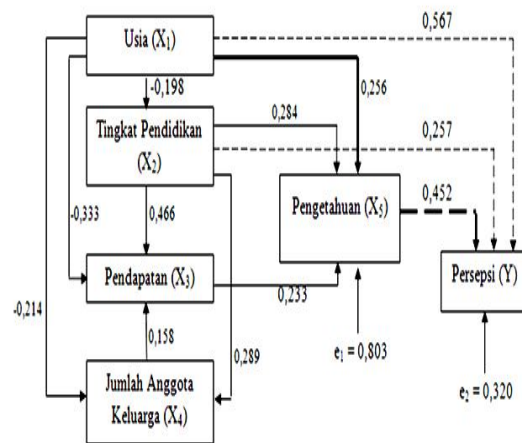 Usia (X₁)
0,567
-0,198
0,256
0,284
Tingkat Pendidikan
(X₂)
0,257
Pengetahuan (X₅)
0,452
-0,333
0,466
Pendapatan (X₃)
0,233
Persepsi (Y)
-0,214
0,158
0,289
e₁ = 0,803
Jumlah Anggota
Keluarga (X₄)
e₂ = 0,320